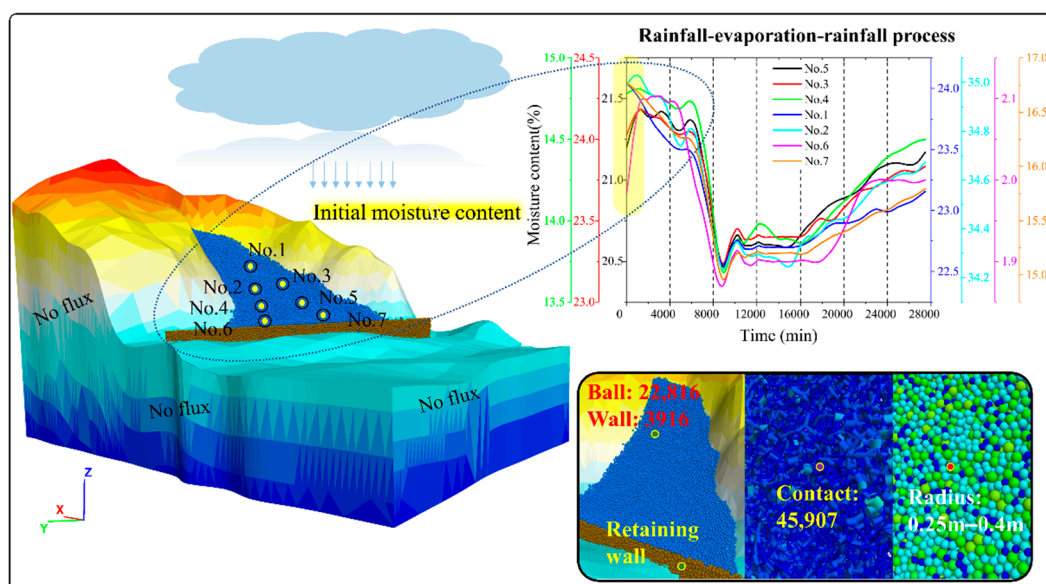 Rainfall-evaporation-rainfall process
15.0
14.5
14.0
13.5
24.5
24.0
23.5
23.0
Moisture content(%)
21.5
21.0
20.5
No.5
No.3
No.4
No.1
No.2
No.6
No.7
24.0
23.5
23.0
22.5
35.0
34.8
34.6
34.4
34.2
2.1
2.0
1.9
17.0
16.5
16.0
15.5
15.0
0
4000
8000
12000
16000
20000
24000
28000
Time (min)
Initial moisture content
No.1
No.2
No.3
No.4
No.5
No.6
No.7
No flux
No flux
No flux
Z
X
Y
Ball: 22,816
Wall: 3916
Retaining
wall
Contact:
45,907
Radius:
0.25m–0.4m